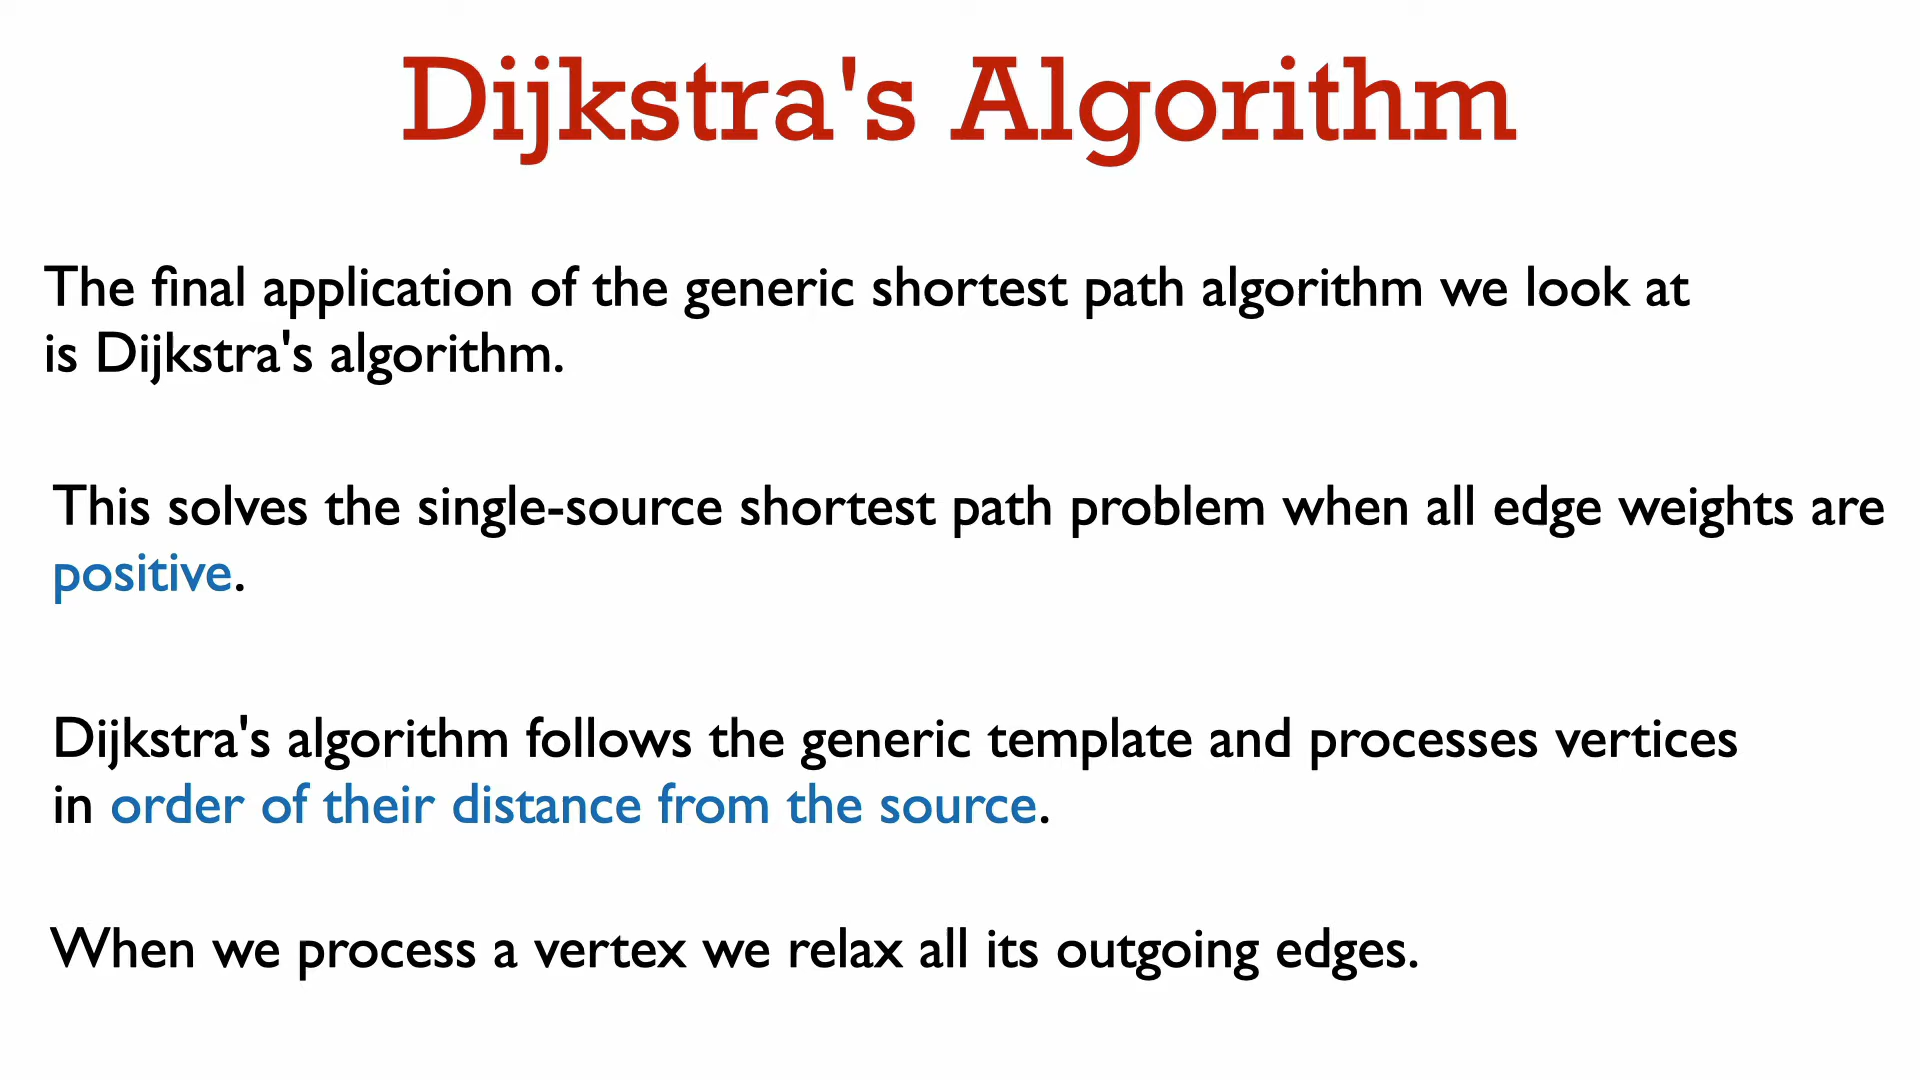 Dijkstra's Algorithm
The final application of the generic shortest path algorithm we look at
is Dijkstra's algorithm.
This solves the single-source shortest path problem when all edge weights are
positive.
Dijkstra's algorithm follows the generic template and processes vertices
in order of their distance from the source.
When we process a vertex we relax all its outgoing edges.